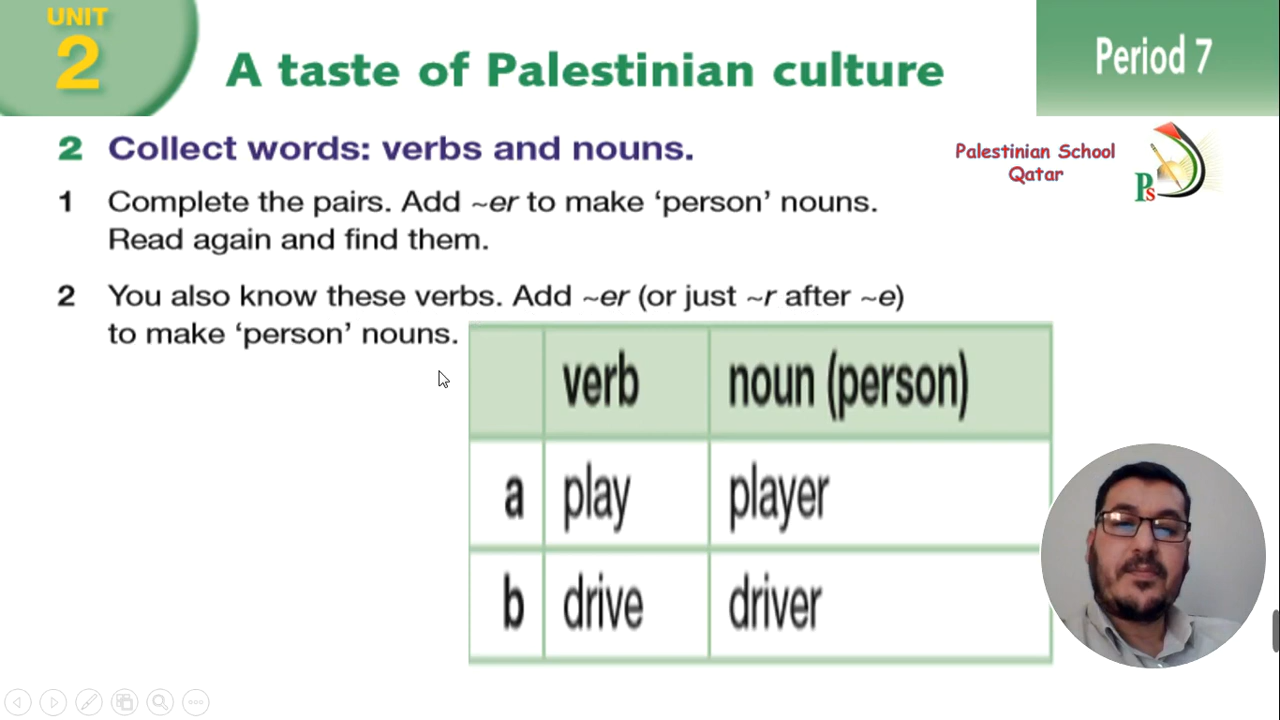 UNIT
2
A taste of Palestinian culture
Period 7
2 Collect words: verbs and nouns.
Palestinian School
Qatar
Ps
1 Complete the pairs. Add ~er to make ‘person’ nouns.
Read again and find them.
2 You also know these verbs. Add ~er (or just ~r after ~e)
to make ‘person’ nouns.
verb noun (person)
a play player
b drive driver